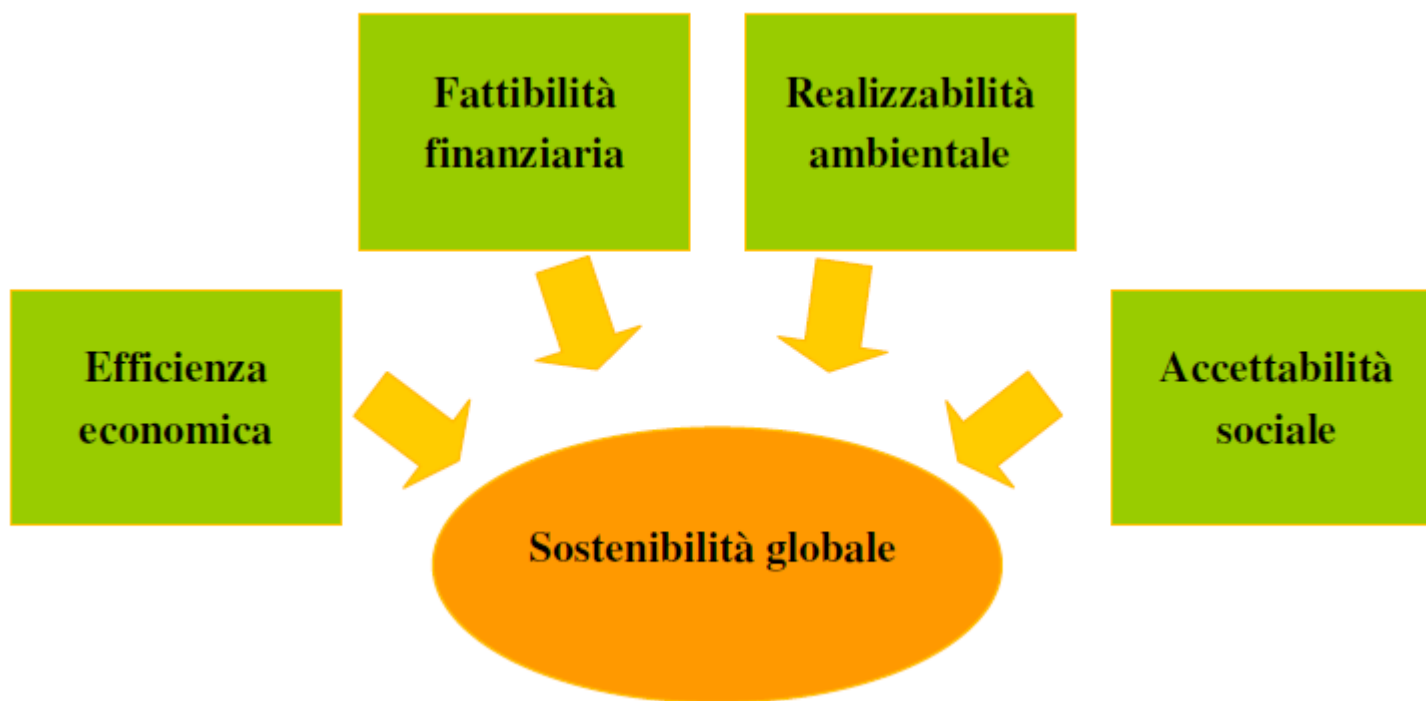 Fattibilità
finanziaria
Realizzabilità
ambientale
Efficienza
economica
Accettabilità
sociale
Sostenibilità globale